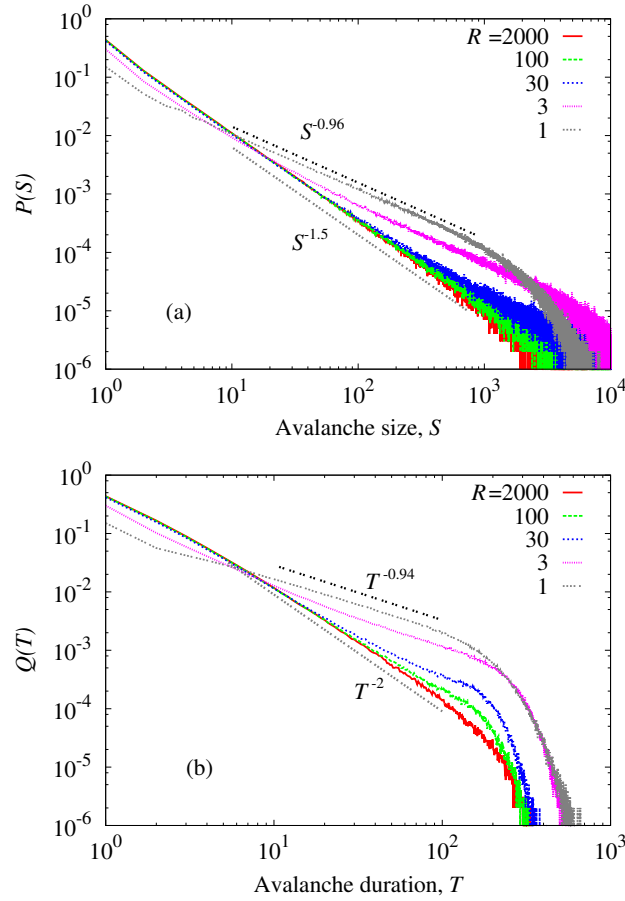 10^0
10^-1
10^-2
10^-3
10^-4
10^-5
10^-6
P(S)
R =2000
100
30
3
1
S^-0.96
S^-1.5
(a)
10^0 10^1 10^2 10^3 10^4
Avalanche size, S
10^0
10^-1
10^-2
10^-3
10^-4
10^-5
10^-6
Q(T)
R =2000
100
30
3
1
T^-0.94
T^-2
(b)
10^0 10^1 10^2 10^3
Avalanche duration, T